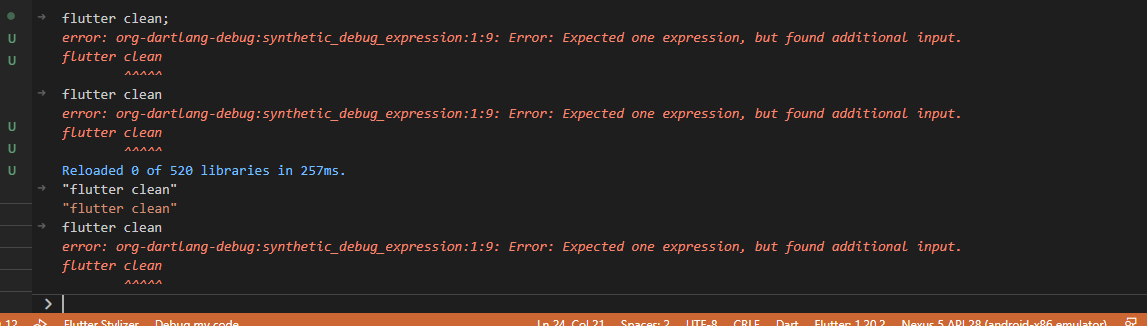 flutter clean;
error: org-dartlang-debug:synthetic_debug_expression:1:9: Error: Expected one expression, but found additional input.
U
flutter clean
U
^^^^^
flutter clean
error: org-dartlang-debug:synthetic_debug_expression:1:9: Error: Expected one expression, but found additional input.
U
flutter clean
U
^^^^^
U
Reloaded 0 of 520 libraries in 257ms.
"flutter clean"
"flutter clean"
flutter clean
error: org-dartlang-debug:synthetic_debug_expression:1:9: Error: Expected one expression, but found additional input.
flutter clean
^^^^^
12 Flutter Stylizer Debug my code Ln 24, Col 21 Spaces: 2 UTF-8 CRLF Dart Flutter: 1.20.2 Nexus 5 API 28 (android-x86 emulator)